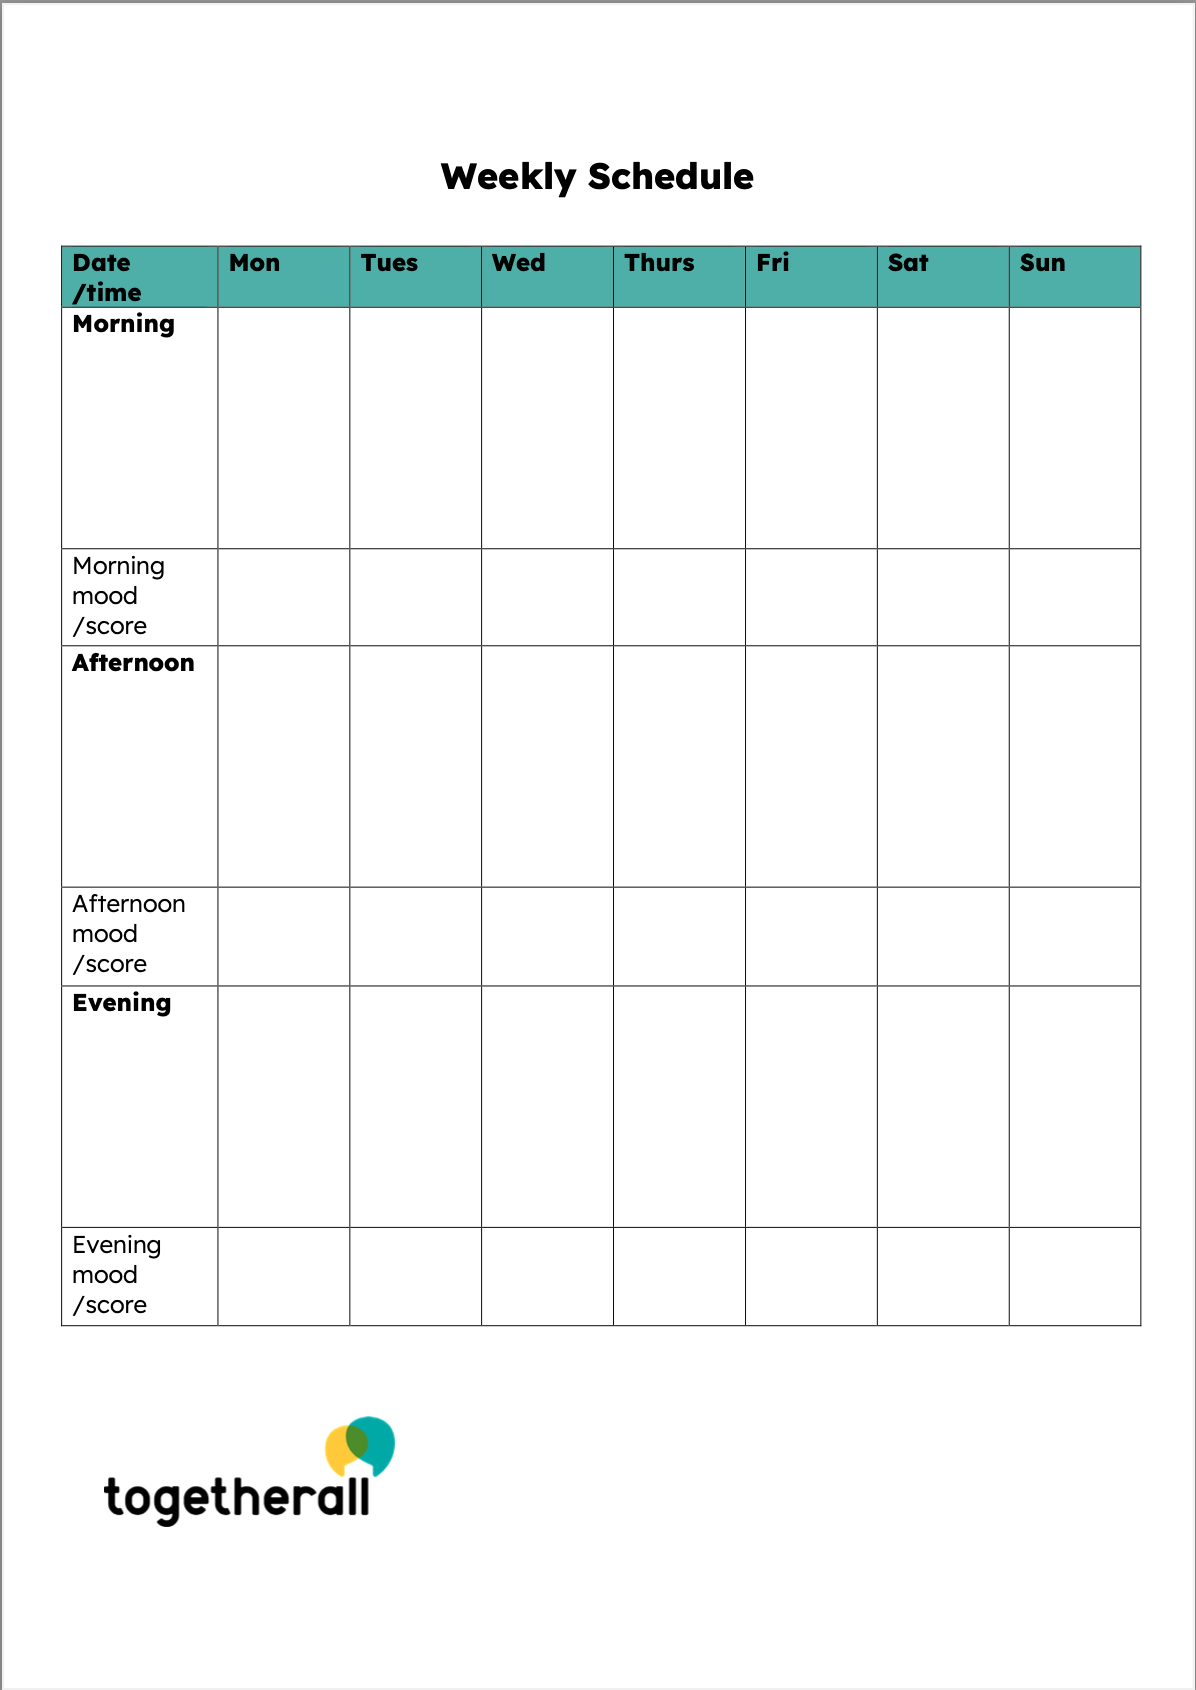 Weekly Schedule
Date Mon Tues Wed Thurs Fri Sat Sun
/time
Morning
Morning
mood
/score
Afternoon
Afternoon
mood
/score
Evening
Evening
mood
/score
togetherall